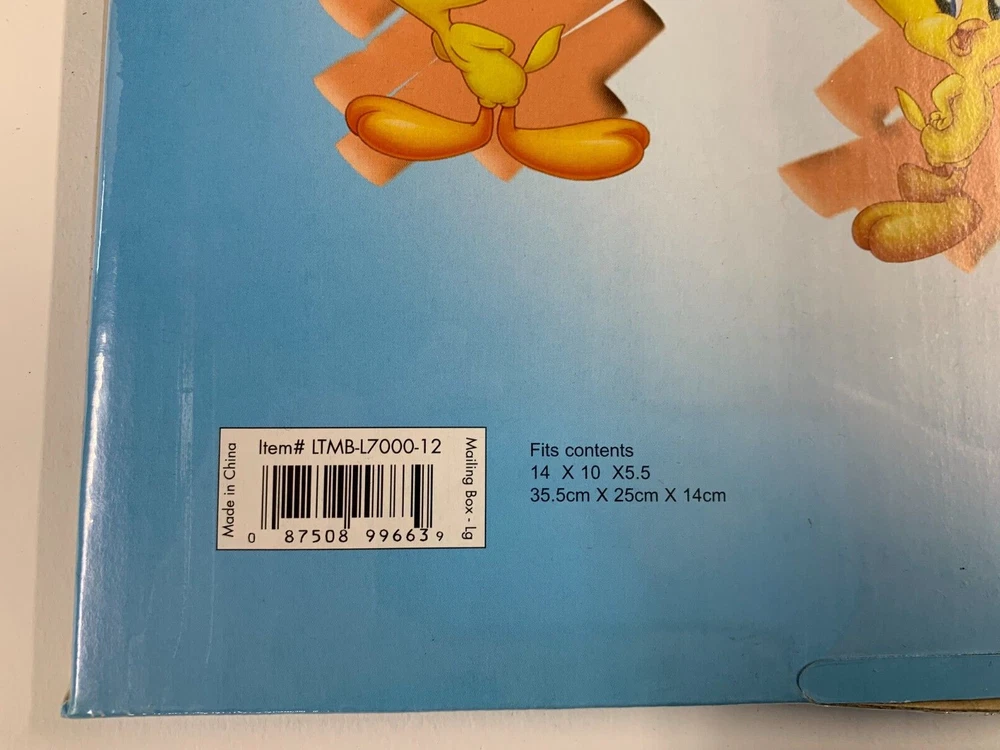 Made in China
Item# LTMB-L7000-12
0 87508 99663 9
Mailing Box - Lg
Fits contents
14 X 10 X5.5
35.5cm X 25cm X 14cm